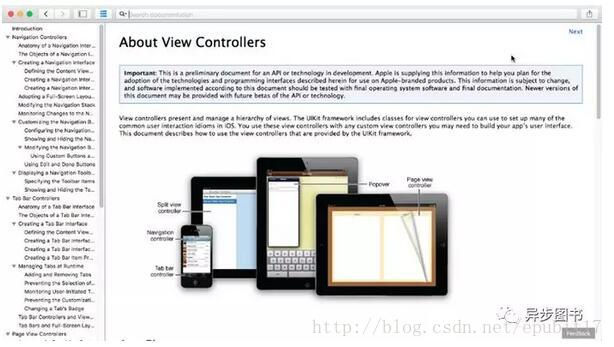 Search documentation
Introduction
Navigation Controllers
Anatomy of a Navigation Inter...
The Objects of a Navigation I...
Creating a Navigation Interface
Defining the Content View...
Creating a Navigation Interf...
Creating a Navigation Inter...
Adopting a Full-Screen Layou...
Modifying the Navigation Stack
Monitoring Changes to the N...
Customizing the Navigation B...
Configuring the Navigation...
Showing and Hiding the Na...
Modifying the Navigation B...
Using Custom Buttons a...
Using Edit and Done Buttons
Displaying a Navigation Toolb...
Specifying the Toolbar Items
Showing and Hiding the To...
Tab Bar Controllers
Anatomy of a Tab Bar Interface
The Objects of a Tab Bar Inter...
Creating a Tab Bar Interface
Defining the Content View...
Creating a Tab Bar Interfac...
Creating a Tab Bar Interfac...
Creating a Tab Bar Item Pr...
Managing Tabs at Runtime
Adding and Removing Tabs
Preventing the Selection of...
Monitoring User-Initiated T...
Preventing the Customizati...
Changing a Tab's Badge
Tab Bar Controllers and View...
Tab Bars and Full-Screen Lay...
Page View Controllers
Next
About View Controllers
Important: This is a preliminary document for an API or technology in development. Apple is supplying this information to help you plan for the
adoption of the technologies and programming interfaces described herein for use on Apple-branded products. This information is subject to change,
and software implemented according to this document should be tested with final operating system software and final documentation. Newer versions of
this document may be provided with future betas of the API or technology.
View controllers present and manage a hierarchy of views. The UIKit framework includes classes for view controllers you can use to set up many of the
common user interaction idioms in iOS. You use these view controllers with any custom view controllers you may need to build your app's user interface.
This document describes how to use the view controllers that are provided by the UIKit framework.
Popover
Page view
controller
Split view
controller
Navigation
controller
Tab bar
controller
异步图书
http://blog.csdn.net/epubit17
Feedback